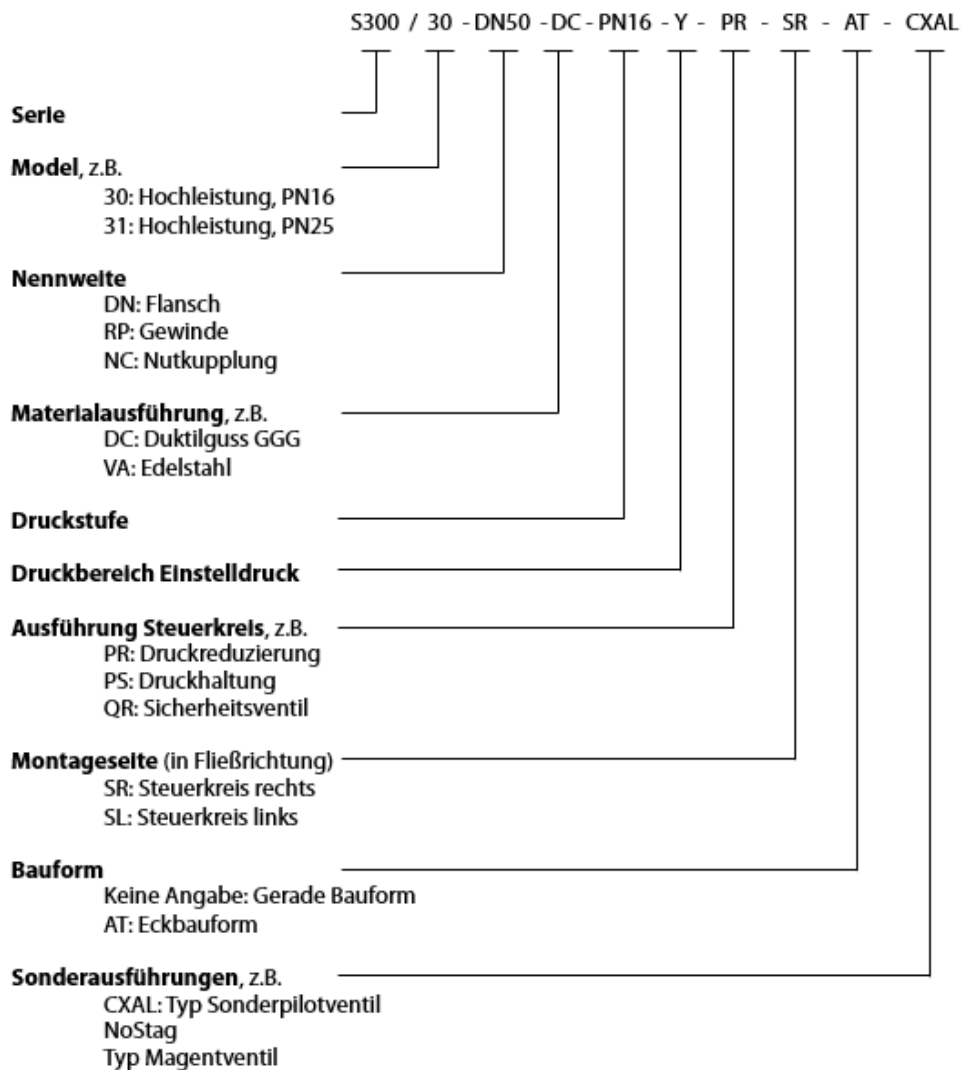 S300 / 30 - DN50 - DC - PN16 - Y - PR - SR - AT - CXAL
Serie
Model, z.B.
30: Hochleistung, PN16
31: Hochleistung, PN25
Nennweite
DN: Flansch
RP: Gewinde
NC: Nutkupplung
Materialausführung, z.B.
DC: Duktilguss GGG
VA: Edelstahl
Druckstufe
Druckbereich Einstelldruck
Ausführung Steuerkreis, z.B.
PR: Druckreduzierung
PS: Druckhaltung
QR: Sicherheitsventil
Montageseite (in Fließrichtung)
SR: Steuerkreis rechts
SL: Steuerkreis links
Bauform
Keine Angabe: Gerade Bauform
AT: Eckbauform
Sonderausführungen, z.B.
CXAL: Typ Sonderpilotventil
NoStag
Typ Magentventil